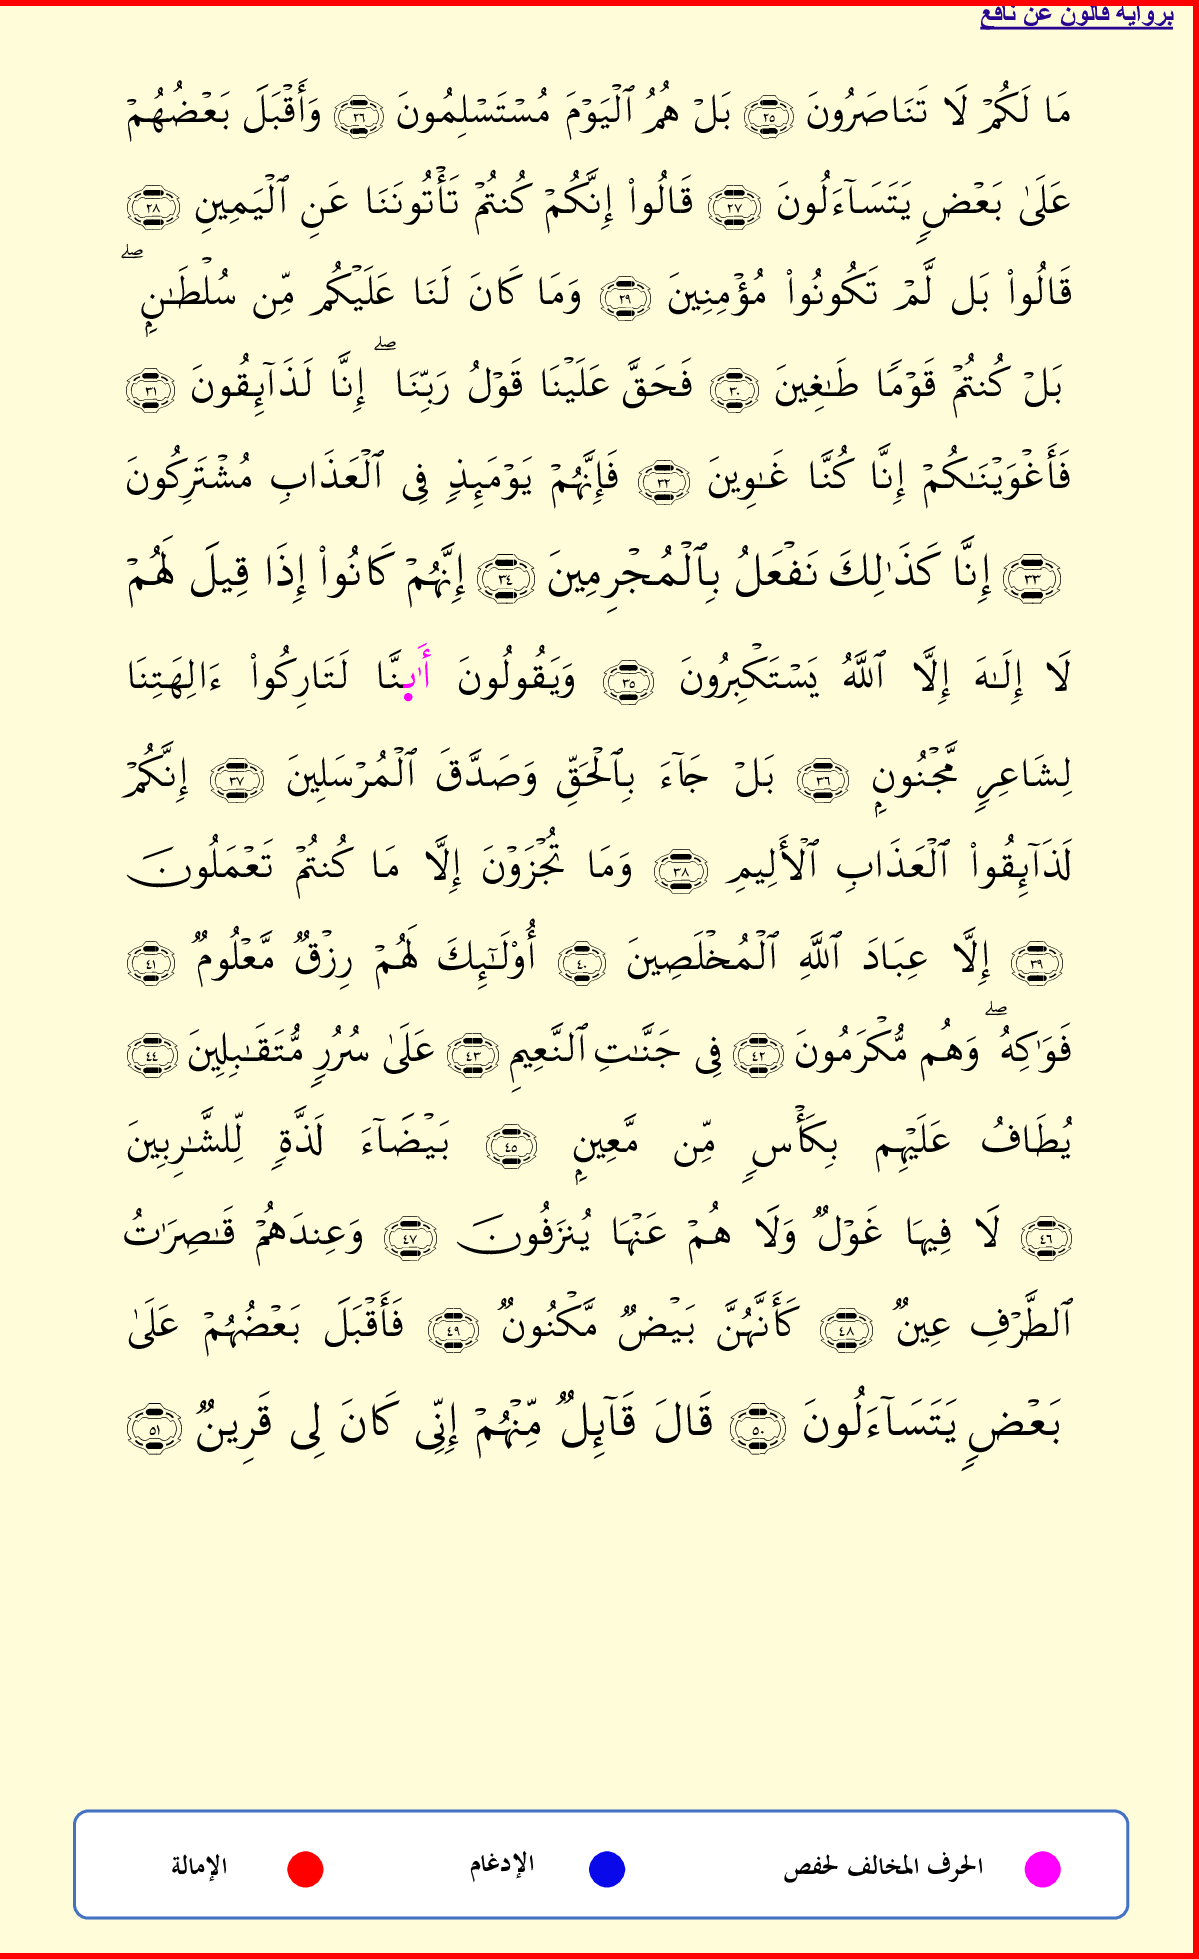 برواية قالون عن نافع
مَا لَكُمْ لَا تَنَاصَرُونَ ٢٥ بَلْ هُمُ ٱلْيَوْمَ مُسْتَسْلِمُونَ ٢٦ وَأَقْبَلَ بَعْضُهُمْ
عَلَىٰ بَعْضٍ يَتَسَآءَلُونَ ٢٧ قَالُوا۟ إِنَّكُمْ كُنتُمْ تَأْتُونَنَا عَنِ ٱلْيَمِينِ ٢٨
قَالُوا۟ بَل لَّمْ تَكُونُوا۟ مُؤْمِنِينَ ٢٩ وَمَا كَانَ لَنَا عَلَيْكُم مِّن سُلْطَـٰنٍۭ ۖ
بَلْ كُنتُمْ قَوْمًا طَـٰغِينَ ٣٠ فَحَقَّ عَلَيْنَا قَوْلُ رَبِّنَا ۖ إِنَّا لَذَآئِقُونَ ٣١
فَأَغْوَيْنَـٰكُمْ إِنَّا كُنَّا غَـٰوِينَ ٣٢ فَإِنَّهُمْ يَوْمَئِذٍ فِى ٱلْعَذَابِ مُشْتَرِكُونَ
٣٣ إِنَّا كَذَٰلِكَ نَفْعَلُ بِٱلْمُجْرِمِينَ ٣٤ إِنَّهُمْ كَانُوا۟ إِذَا قِيلَ لَهُمْ
لَا إِلَـٰهَ إِلَّا ٱللَّهُ يَسْتَكْبِرُونَ ٣٥ وَيَقُولُونَ أَٰى۪نَّا لَتَارِكُوا۟ ءَالِهَتِنَا
لِشَاعِرٍ مَّجْنُونٍۭ ٣٦ بَلْ جَآءَ بِٱلْحَقِّ وَصَدَّقَ ٱلْمُرْسَلِينَ ٣٧ إِنَّكُمْ
لَذَآئِقُوا۟ ٱلْعَذَابِ ٱلْأَلِيمِ ٣٨ وَمَا تُجْزَوْنَ إِلَّا مَا كُنتُمْ تَعْمَلُونَ
٣٩ إِلَّا عِبَادَ ٱللَّهِ ٱلْمُخْلَصِينَ ٤٠ أُو۟لَـٰٓئِكَ لَهُمْ رِزْقٌ مَّعْلُومٌ ٤١
فَوَٰكِهُ ۖ وَهُم مُّكْرَمُونَ ٤٢ فِى جَنَّـٰتِ ٱلنَّعِيمِ ٤٣ عَلَىٰ سُرُرٍ مُّتَقَـٰبِلِينَ ٤٤
يُطَافُ عَلَيْهِم بِكَأْسٍ مِّن مَّعِينٍۭ ٤٥ بَيْضَآءَ لَذَّةٍ لِّلشَّـٰرِبِينَ
٤٦ لَا فِيهَا غَوْلٌ وَلَا هُمْ عَنْهَا يُنزَفُونَ ٤٧ وَعِندَهُمْ قَـٰصِرَٰتُ
ٱلطَّرْفِ عِينٌ ٤٨ كَأَنَّهُنَّ بَيْضٌ مَّكْنُونٌ ٤٩ فَأَقْبَلَ بَعْضُهُمْ عَلَىٰ
بَعْضٍ يَتَسَآءَلُونَ ٥٠ قَالَ قَآئِلٌ مِّنْهُمْ إِنِّى كَانَ لِى قَرِينٌ ٥١
الحرف المخالف لحفص الإدغام الإمالة